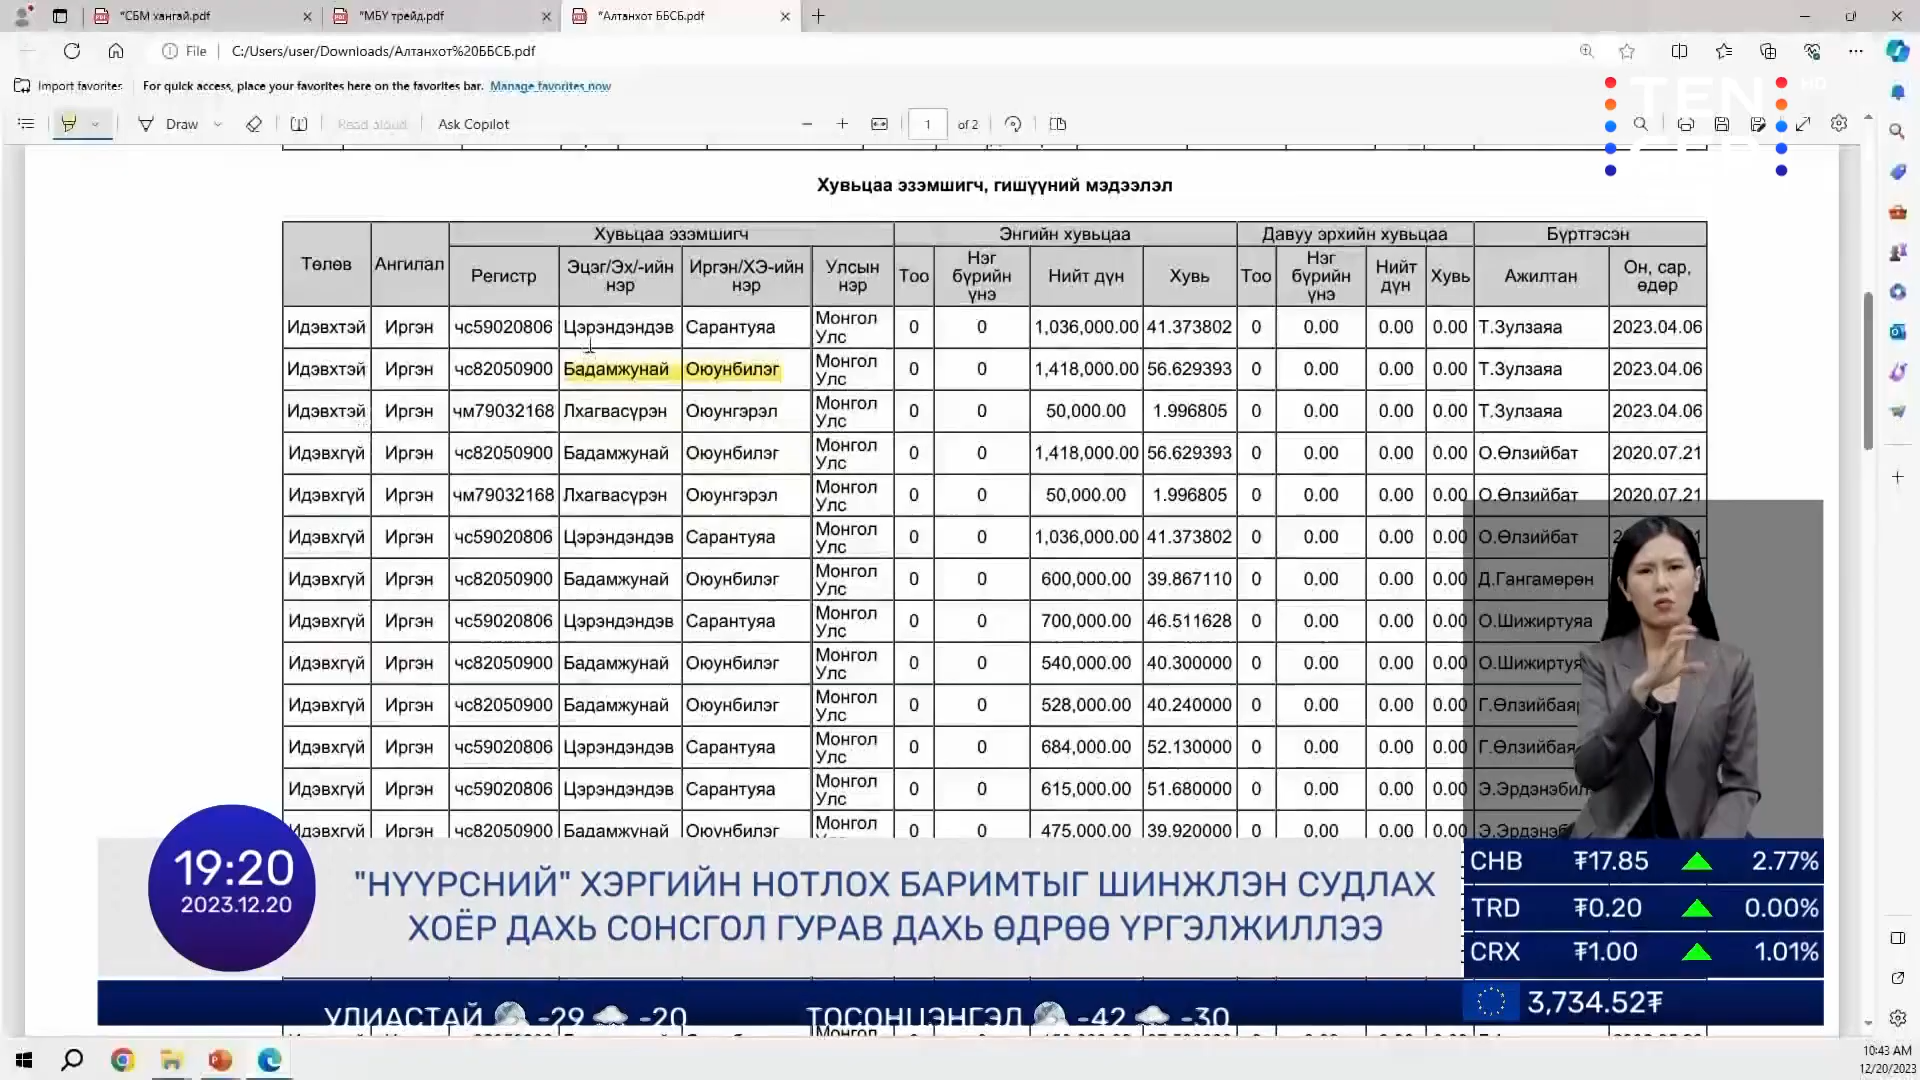 *СБМ хангай.pdf
*МБУ трейд.pdf
*Алтанхот ББСБ.pdf
File C:/Users/user/Downloads/Алтанхот%20ББСБ.pdf
Import favorites For quick access, place your favorites here on the favorites bar. Manage favorites now
Draw Read aloud Ask Copilot 1 of 2
TEN HD
Хувьцаа эзэмшигч, гишүүний мэдээлэл
Төлөв Ангилал Хувьцаа эзэмшигч Энгийн хувьцаа Давуу эрхийн хувьцаа Бүртгэсэн
Регистр Эцэг/Эх/-ийн нэр Иргэн/ХЭ-ийн нэр Улсын нэр Тоо Нэг бүрийн үнэ Нийт дүн Хувь Тоо Нэг бүрийн үнэ Нийт дүн Хувь Ажилтан Он, сар, өдөр
Идэвхтэй Иргэн чс59020806 Цэрэндэндэв Сарантуяа Монгол Улс 0 0 1,036,000.00 41.373802 0 0.00 0.00 0.00 Т.Зулзаяа 2023.04.06
Идэвхтэй Иргэн чс82050900 Бадамжунай Оюунбилэг Монгол Улс 0 0 1,418,000.00 56.629393 0 0.00 0.00 0.00 Т.Зулзаяа 2023.04.06
Идэвхтэй Иргэн чм79032168 Лхагвасүрэн Оюунгэрэл Монгол Улс 0 0 50,000.00 1.996805 0 0.00 0.00 0.00 Т.Зулзаяа 2023.04.06
Идэвхгүй Иргэн чс82050900 Бадамжунай Оюунбилэг Монгол Улс 0 0 1,418,000.00 56.629393 0 0.00 0.00 0.00 О.Өлзийбат 2020.07.21
Идэвхгүй Иргэн чм79032168 Лхагвасүрэн Оюунгэрэл Монгол Улс 0 0 50,000.00 1.996805 0 0.00 0.00 0.00 О.Өлзийбат 2020.07.21
Идэвхгүй Иргэн чс59020806 Цэрэндэндэв Сарантуяа Монгол Улс 0 0 1,036,000.00 41.373802 0 0.00 0.00 0.00 О.Өлзийбат
Идэвхгүй Иргэн чс82050900 Бадамжунай Оюунбилэг Монгол Улс 0 0 600,000.00 39.867110 0 0.00 0.00 0.00 Д.Гангамөрөн
Идэвхгүй Иргэн чс59020806 Цэрэндэндэв Сарантуяа Монгол Улс 0 0 700,000.00 46.511628 0 0.00 0.00 0.00 О.Шижиртуяа
Идэвхгүй Иргэн чс82050900 Бадамжунай Оюунбилэг Монгол Улс 0 0 540,000.00 40.300000 0 0.00 0.00 0.00 О.Шижиртуя
Идэвхгүй Иргэн чс82050900 Бадамжунай Оюунбилэг Монгол Улс 0 0 528,000.00 40.240000 0 0.00 0.00 0.00 Г.Өлзийбаяр
Идэвхгүй Иргэн чс59020806 Цэрэндэндэв Сарантуяа Монгол Улс 0 0 684,000.00 52.130000 0 0.00 0.00 0.00 Г.Өлзийбая
Идэвхгүй Иргэн чс59020806 Цэрэндэндэв Сарантуяа Монгол Улс 0 0 615,000.00 51.680000 0 0.00 0.00 0.00 Э.Эрдэнэбил
Идэвхгүй Иргэн чс82050900 Бадамжунай Оюунбилэг Монгол 0 0 475,000.00 39.920000 0 0.00 0.00 0.00 Э.Эрдэнэб
19:20
2023.12.20
"НҮҮРСНИЙ" ХЭРГИЙН НОТЛОХ БАРИМТЫГ ШИНЖЛЭН СУДЛАХ
ХОЁР ДАХЬ СОНСГОЛ ГУРАВ ДАХЬ ӨДРӨӨ ҮРГЭЛЖИЛЛЭЭ
CHB ₮17.85 2.77%
TRD ₮0.20 0.00%
CRX ₮1.00 1.01%
3,734.52₮
УЛИАСТАЙ -29 -20 ТОСОНЦЭНГЭЛ -42 -30
10:43 AM
12/20/2023